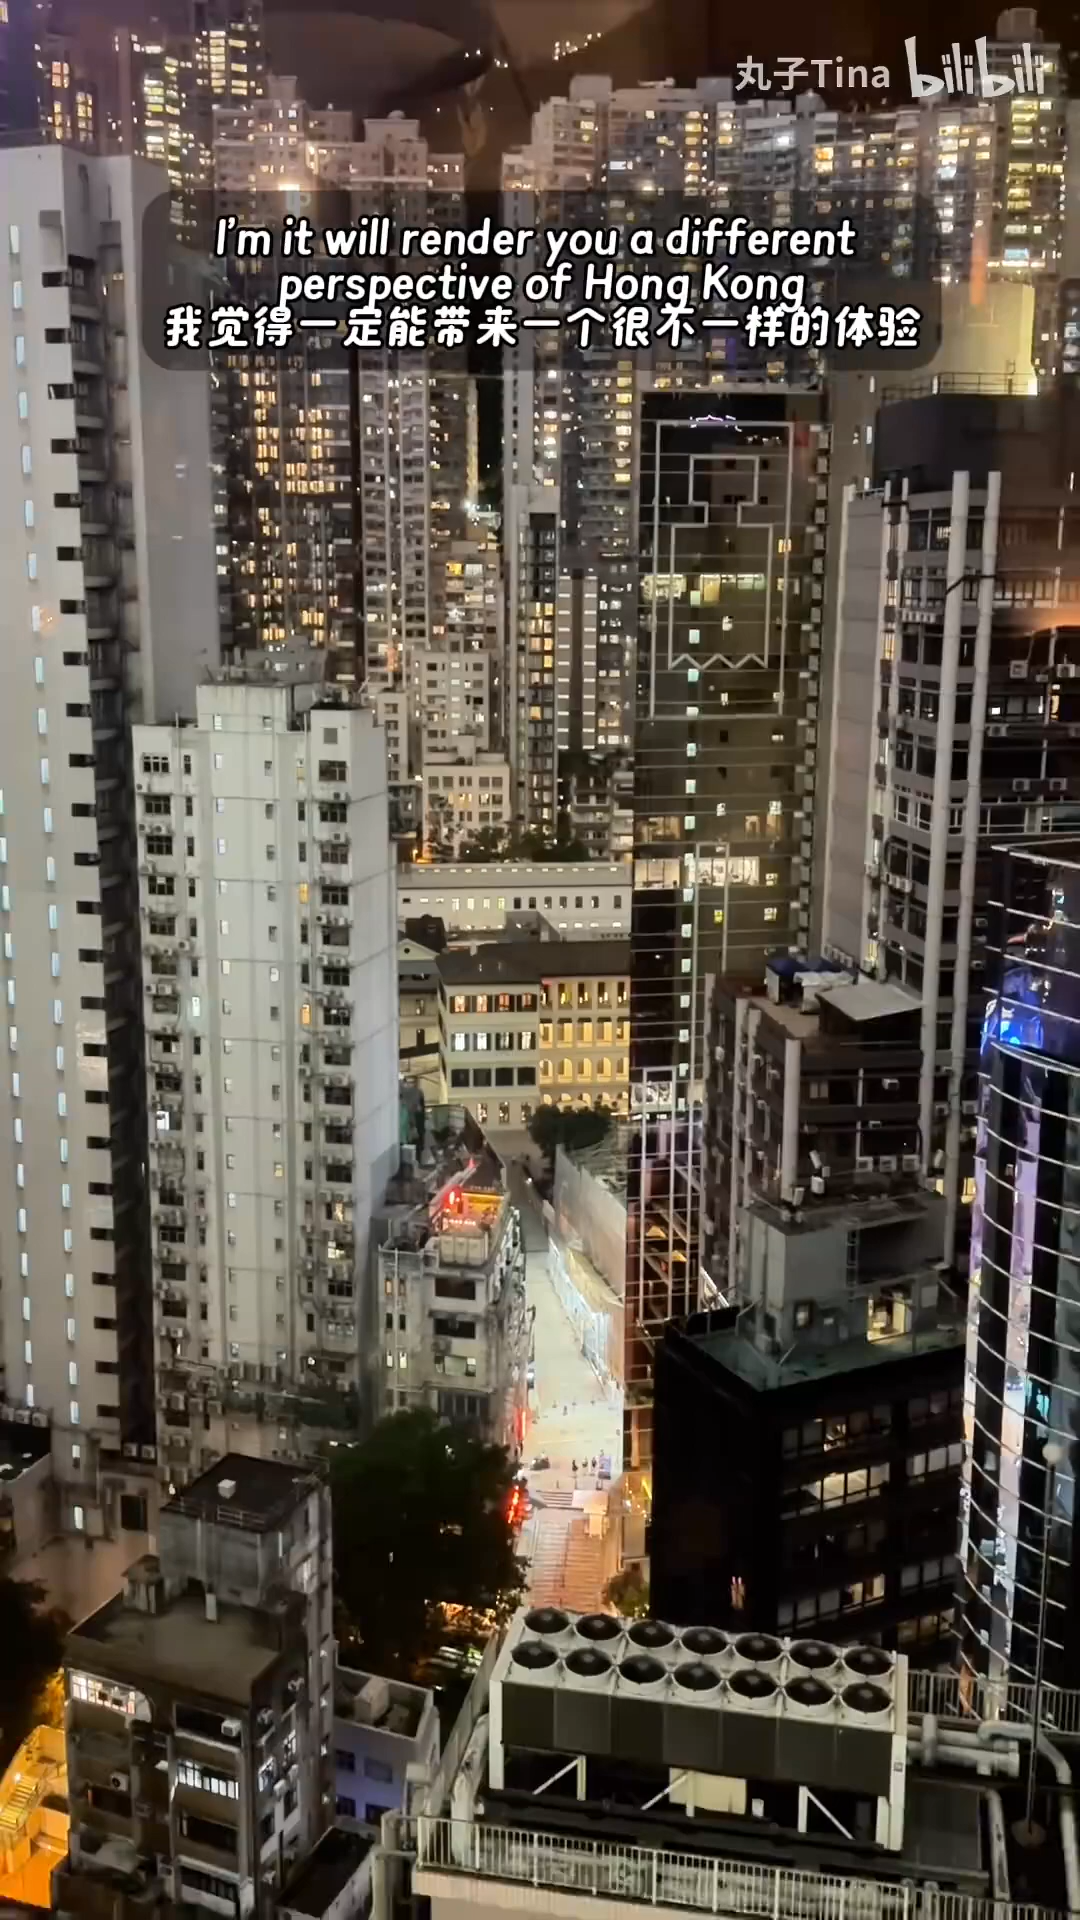 丸子Tina bilibili
I'm it will render you a different
perspective of Hong Kong
我觉得一定能带来一个很不一样的体验